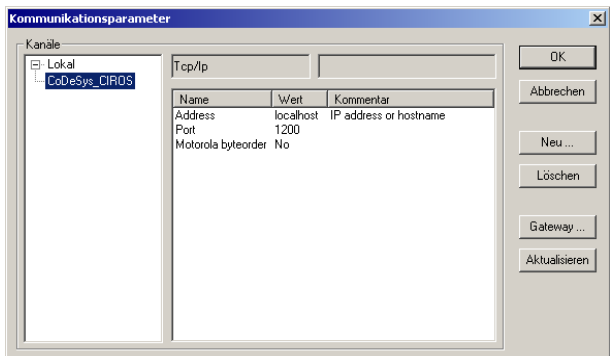 Kommunikationsparameter
Kanäle
Lokal
CoDeSys_CIROS
Tcp/Ip
Name Wert Kommentar
Address localhost IP address or hostname
Port 1200
Motorola byteorder No
OK
Abbrechen
Neu ...
Löschen
Gateway ...
Aktualisieren